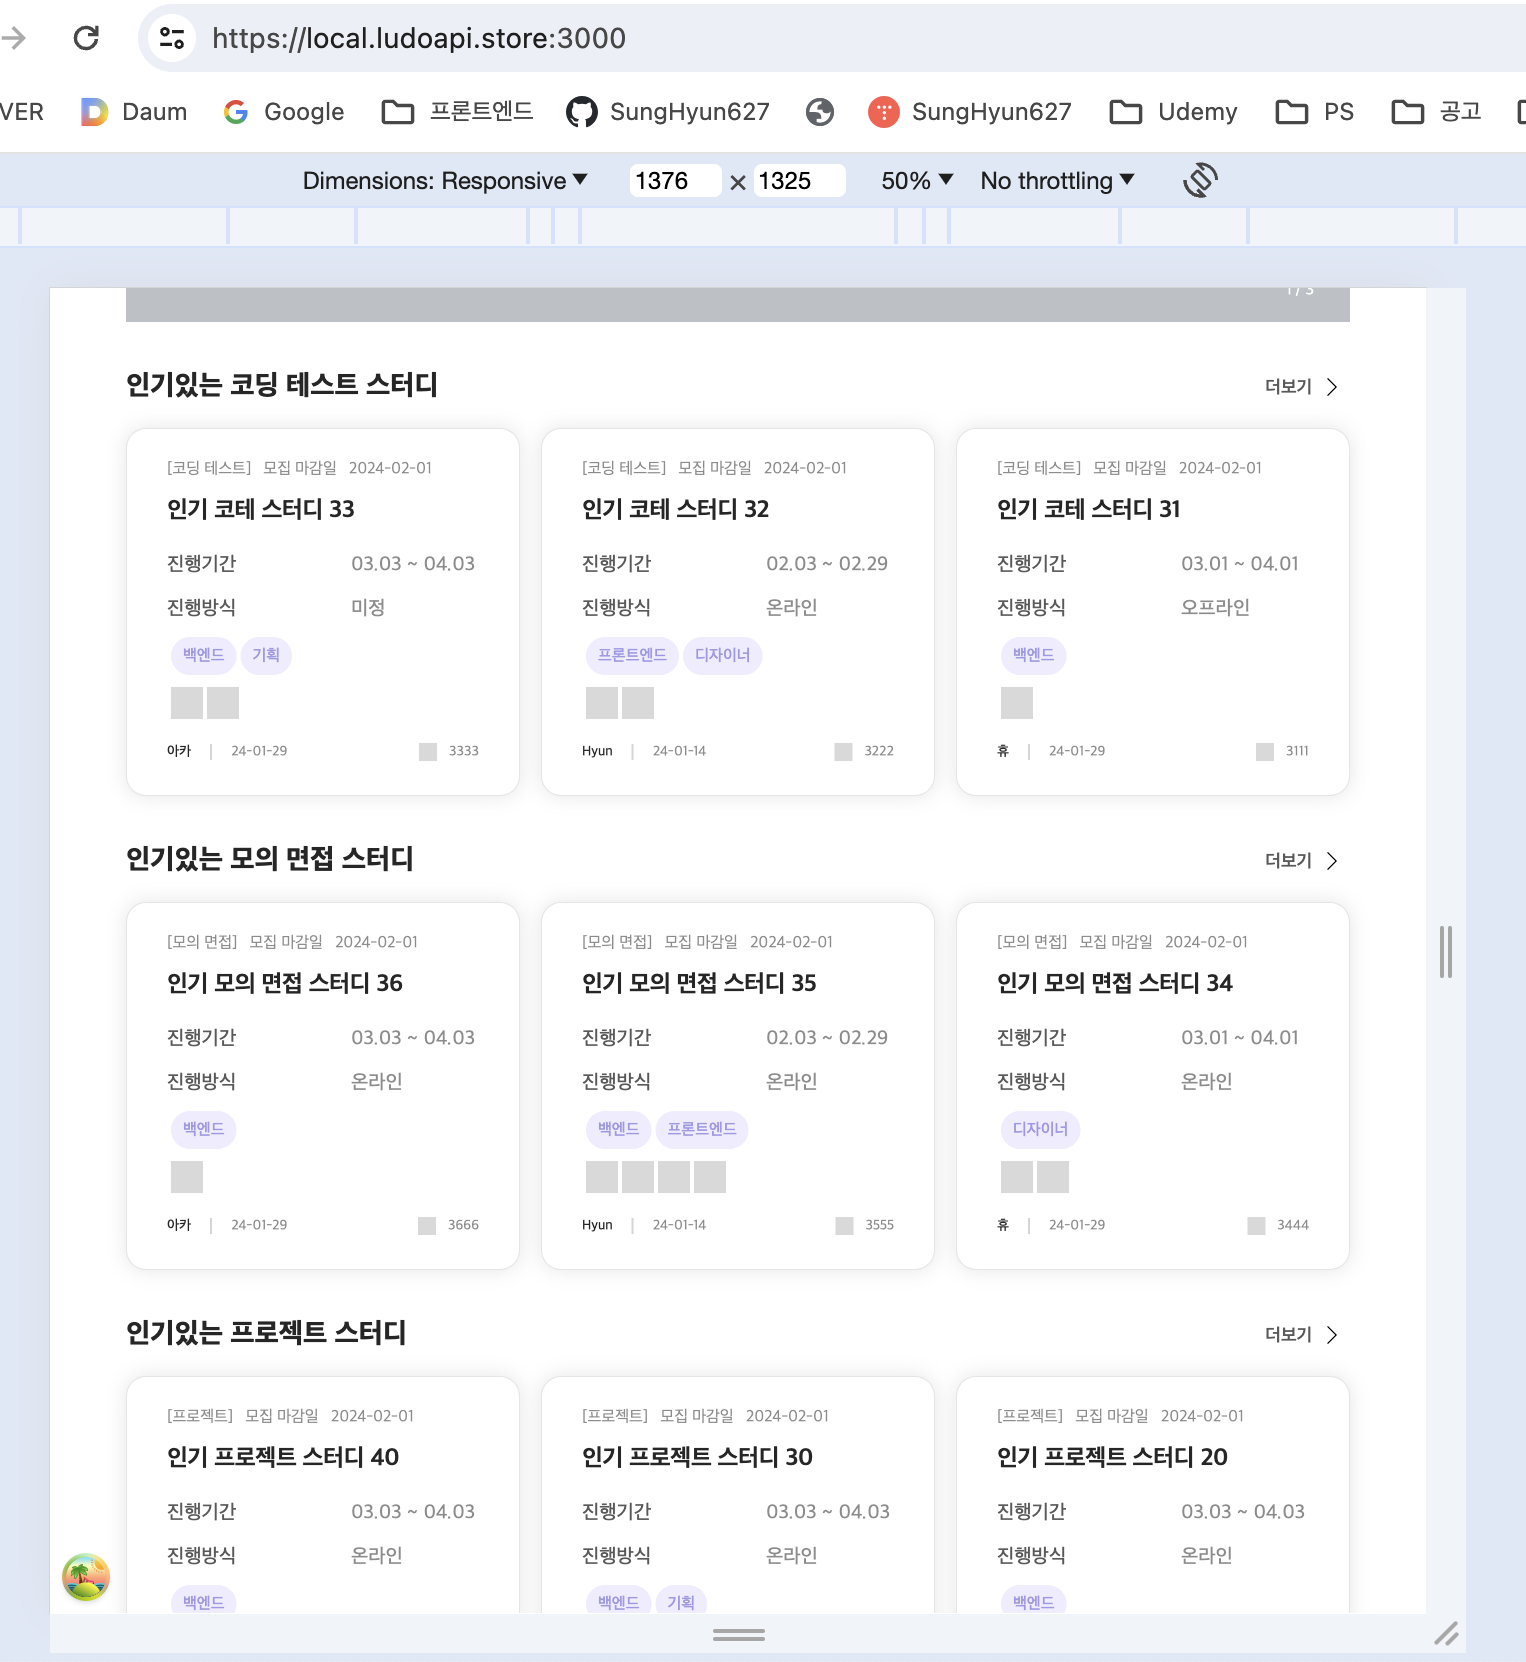 https://local.ludoapi.store:3000
VER Daum Google 프론트엔드 SungHyun627 SungHyun627 Udemy PS 공고
Dimensions: Responsive 1376 × 1325 50% No throttling
1 / 3
인기있는 코딩 테스트 스터디 더보기
[코딩 테스트] 모집 마감일 2024-02-01
인기 코테 스터디 33
진행기간 03.03 ~ 04.03
진행방식 미정
백엔드 기획
아카 | 24-01-29 3333
[코딩 테스트] 모집 마감일 2024-02-01
인기 코테 스터디 32
진행기간 02.03 ~ 02.29
진행방식 온라인
프론트엔드 디자이너
Hyun | 24-01-14 3222
[코딩 테스트] 모집 마감일 2024-02-01
인기 코테 스터디 31
진행기간 03.01 ~ 04.01
진행방식 오프라인
백엔드
휴 | 24-01-29 3111
인기있는 모의 면접 스터디 더보기
[모의 면접] 모집 마감일 2024-02-01
인기 모의 면접 스터디 36
진행기간 03.03 ~ 04.03
진행방식 온라인
백엔드
아카 | 24-01-29 3666
[모의 면접] 모집 마감일 2024-02-01
인기 모의 면접 스터디 35
진행기간 02.03 ~ 02.29
진행방식 온라인
백엔드 프론트엔드
Hyun | 24-01-14 3555
[모의 면접] 모집 마감일 2024-02-01
인기 모의 면접 스터디 34
진행기간 03.01 ~ 04.01
진행방식 온라인
디자이너
휴 | 24-01-29 3444
인기있는 프로젝트 스터디 더보기
[프로젝트] 모집 마감일 2024-02-01
인기 프로젝트 스터디 40
진행기간 03.03 ~ 04.03
진행방식 온라인
백엔드
[프로젝트] 모집 마감일 2024-02-01
인기 프로젝트 스터디 30
진행기간 03.03 ~ 04.03
진행방식 온라인
백엔드 기획
[프로젝트] 모집 마감일 2024-02-01
인기 프로젝트 스터디 20
진행기간 03.03 ~ 04.03
진행방식 온라인
백엔드